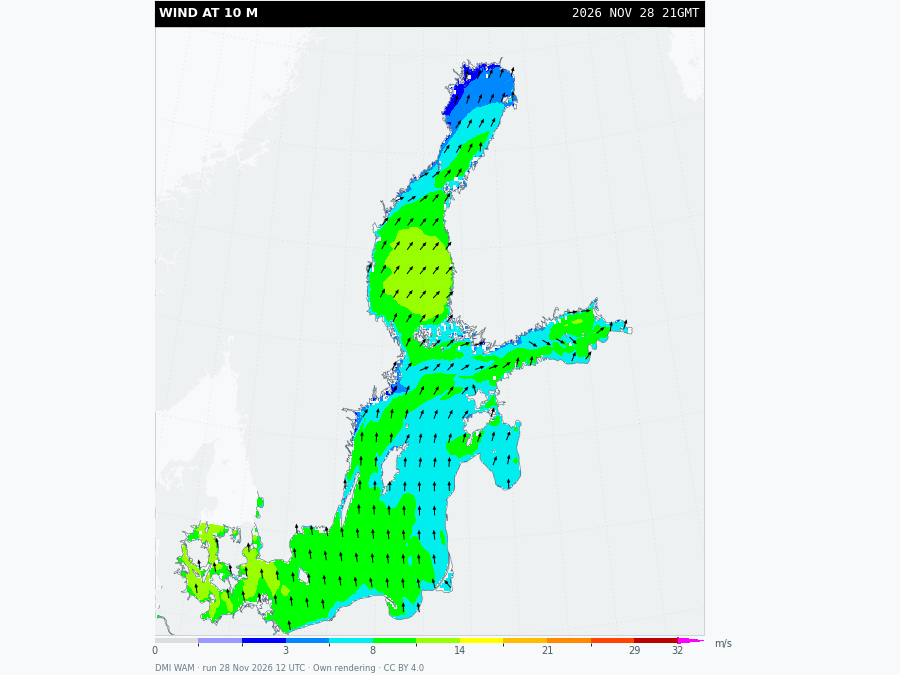 WIND AT 10 M 2026 NOV 28 21GMT
0 3 8 14 21 29 32 m/s
DMI WAM · run 28 Nov 2026 12 UTC · Own rendering · CC BY 4.0